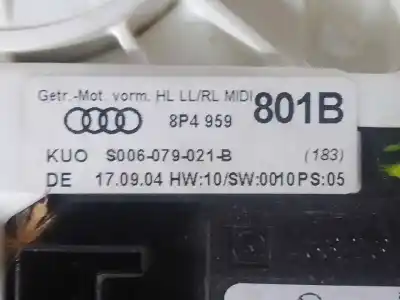 Getr.-Mot. vorm. HL LL/RL MIDI
8P4 959 801B
KUO S006-079-021-B (183)
DE 17.09.04 HW:10/SW:0010PS:05